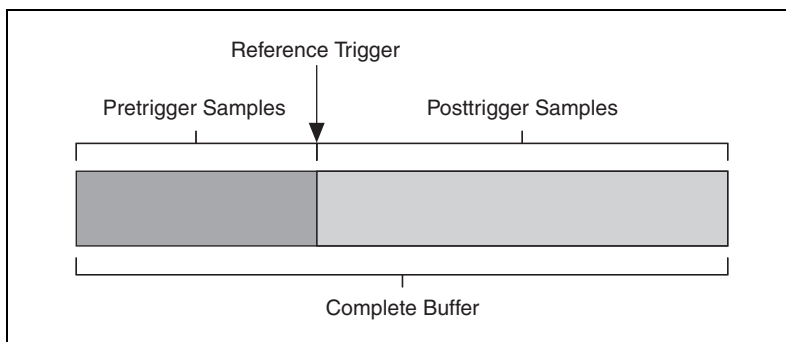 Reference Trigger
Pretrigger Samples
Posttrigger Samples
Complete Buffer